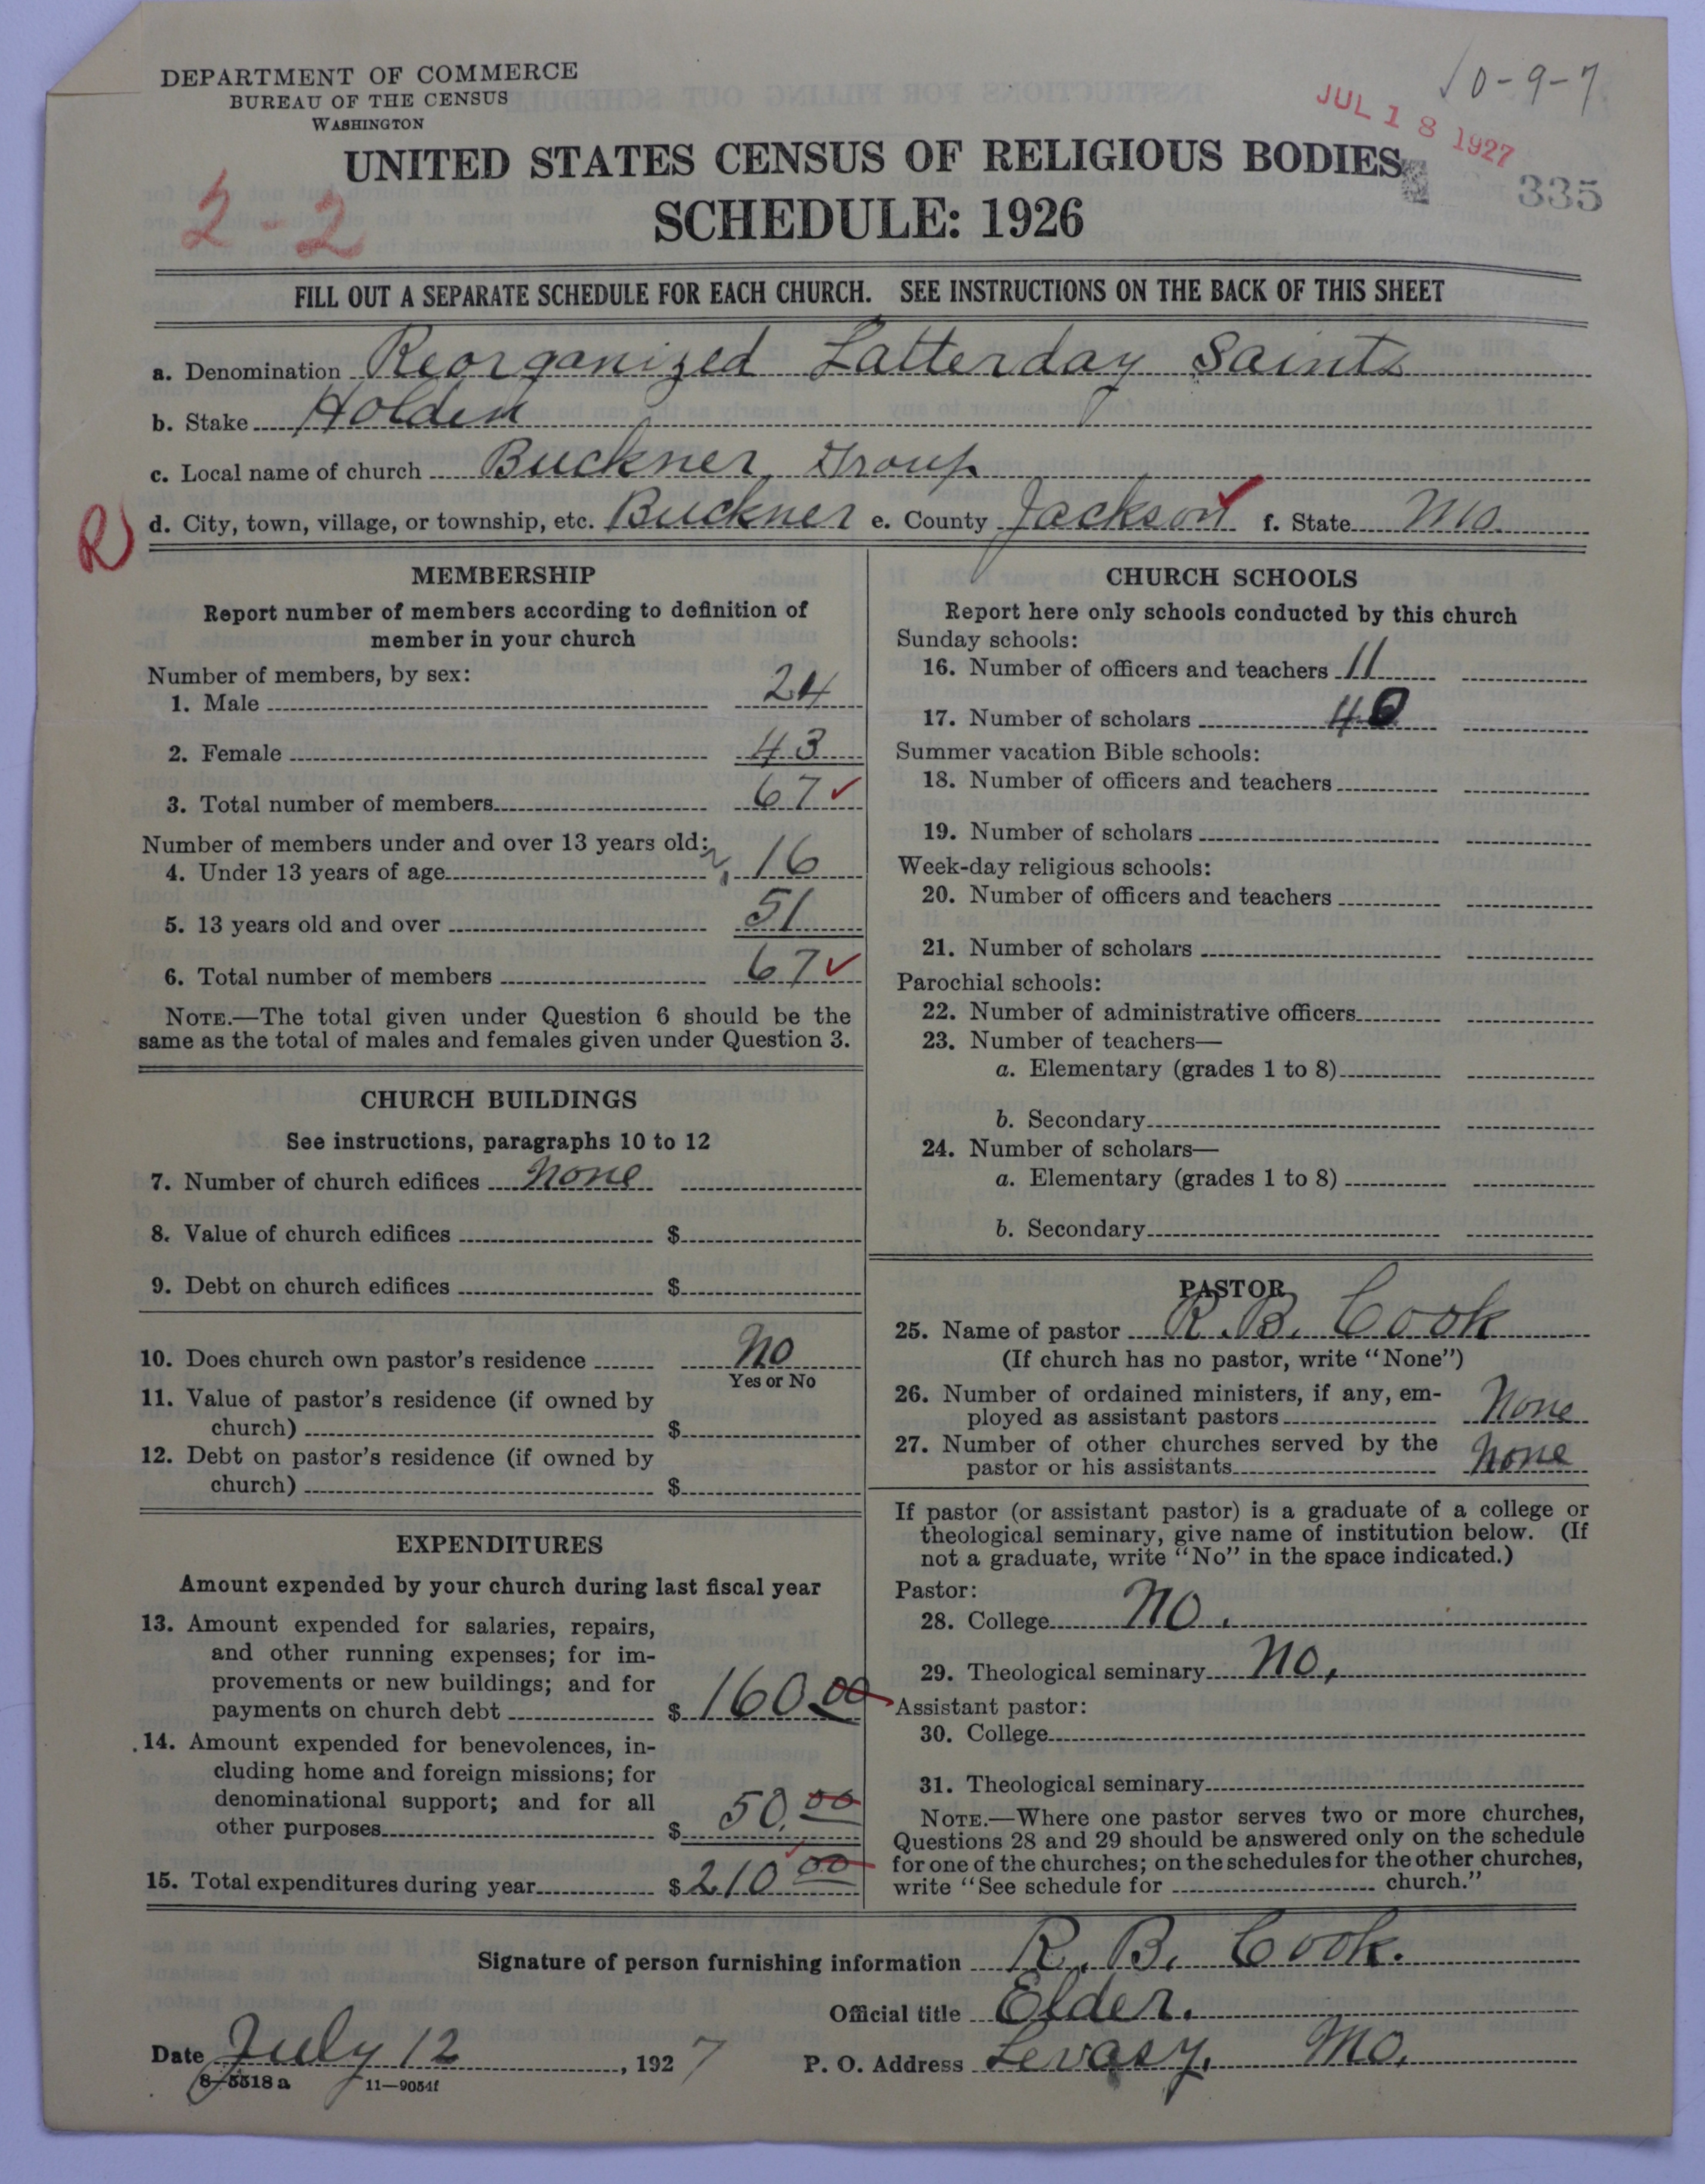 DEPARTMENT OF COMMERCE
BUREAU OF THE CENSUS
WASHINGTON
10-9-7
JUL 18 1927
335
2-2
UNITED STATES CENSUS OF RELIGIOUS BODIES
SCHEDULE: 1926
FILL OUT A SEPARATE SCHEDULE FOR EACH CHURCH. SEE INSTRUCTIONS ON THE BACK OF THIS SHEET
a. Denomination Reorganized Latterday Saints
b. Stake Holden
c. Local name of church Buckner Group
R d. City, town, village, or township, etc. Buckner e. County Jackson f. State Mo.
MEMBERSHIP
Report number of members according to definition of
member in your church
Number of members, by sex:
1. Male 24
2. Female 43
3. Total number of members 67
Number of members under and over 13 years old:
4. Under 13 years of age 16
5. 13 years old and over 51
6. Total number of members 67
NOTE.—The total given under Question 6 should be the
same as the total of males and females given under Question 3.
CHURCH BUILDINGS
See instructions, paragraphs 10 to 12
7. Number of church edifices none
8. Value of church edifices $
9. Debt on church edifices $
10. Does church own pastor's residence no
Yes or No
11. Value of pastor's residence (if owned by
church) $
12. Debt on pastor's residence (if owned by
church) $
EXPENDITURES
Amount expended by your church during last fiscal year
13. Amount expended for salaries, repairs,
and other running expenses; for im-
provements or new buildings; and for
payments on church debt $ 160.00
14. Amount expended for benevolences, in-
cluding home and foreign missions; for
denominational support; and for all
other purposes $ 50.00
15. Total expenditures during year $ 210.00
CHURCH SCHOOLS
Report here only schools conducted by this church
Sunday schools:
16. Number of officers and teachers 11
17. Number of scholars 40
Summer vacation Bible schools:
18. Number of officers and teachers
19. Number of scholars
Week-day religious schools:
20. Number of officers and teachers
21. Number of scholars
Parochial schools:
22. Number of administrative officers
23. Number of teachers—
a. Elementary (grades 1 to 8)
b. Secondary
24. Number of scholars—
a. Elementary (grades 1 to 8)
b. Secondary
PASTOR
25. Name of pastor R. B. Cook
(If church has no pastor, write "None")
26. Number of ordained ministers, if any, em-
ployed as assistant pastors None
27. Number of other churches served by the
pastor or his assistants None
If pastor (or assistant pastor) is a graduate of a college or
theological seminary, give name of institution below. (If
not a graduate, write "No" in the space indicated.)
Pastor:
28. College no.
29. Theological seminary no,
Assistant pastor:
30. College
31. Theological seminary
NOTE.—Where one pastor serves two or more churches,
Questions 28 and 29 should be answered only on the schedule
for one of the churches; on the schedules for the other churches,
write "See schedule for church."
Signature of person furnishing information R. B. Cook.
Official title Elder.
Date July 12, 1927 P. O. Address Levasy, Mo.
8—5518 a 11—9054f